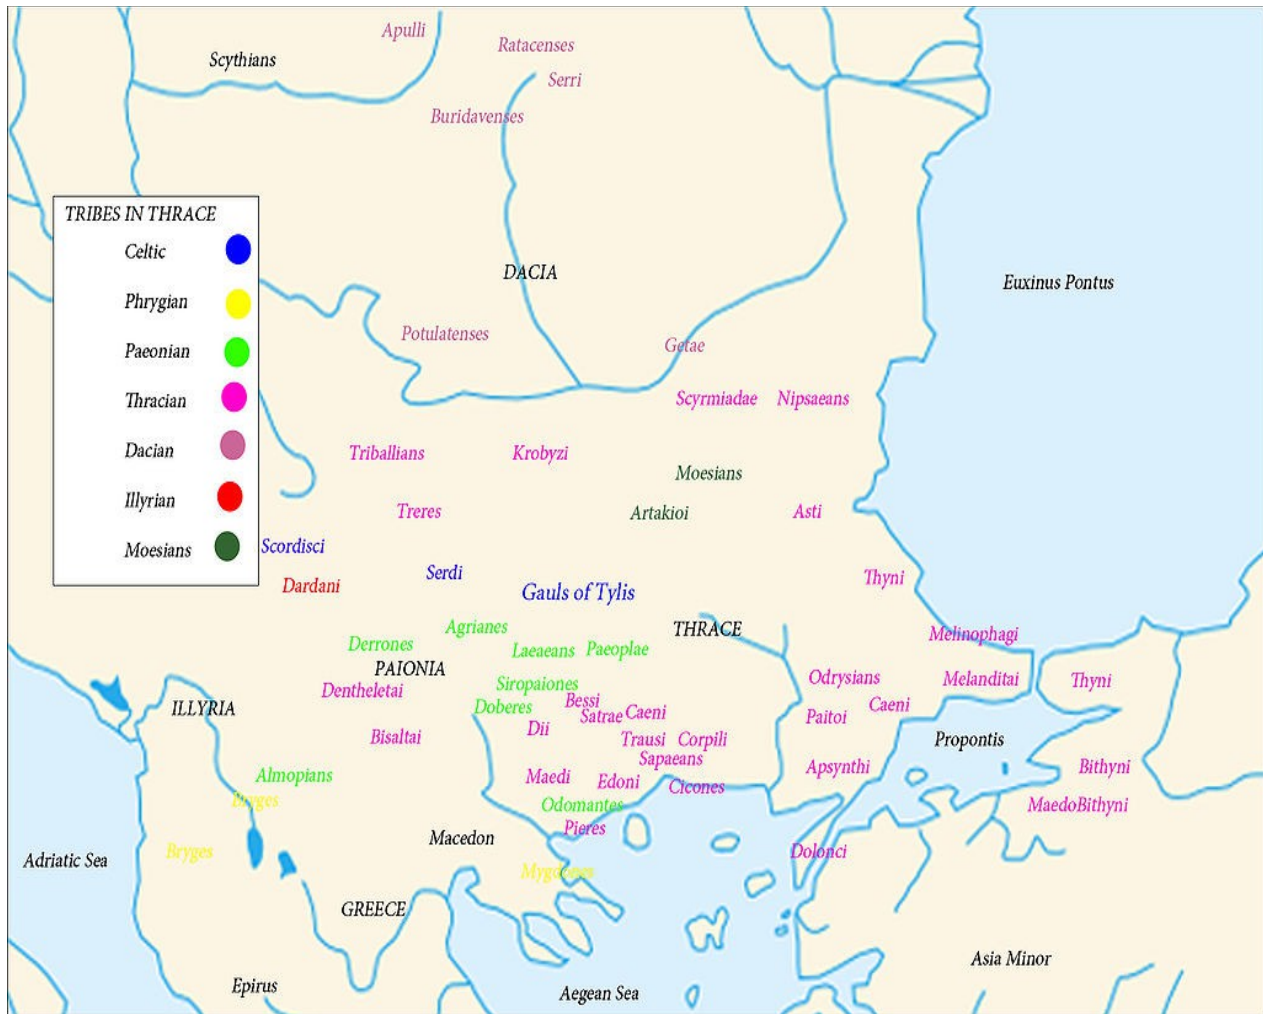 Apulli
Ratacenses
Scythians
Serri
Buridavenses
TRIBES IN THRACE
Celtic
Phrygian
Paeonian
Thracian
Dacian
Illyrian
Moesians
DACIA
Euxinus Pontus
Potulatenses
Getae
Scyrmiadae
Nipsaeans
Triballians
Krobyzi
Moesians
Treres
Artakioi
Asti
Scordisci
Serdi
Dardani
Gauls of Tylis
Thyni
Agrianes
THRACE
Melinophagi
Derrones
Laeaeans
Paeoplae
PAIONIA
Odrysians
Melanditai
Thyni
Dentheletai
Siropaiones
Bessi
Doberes
ILLYRIA
Satrae
Caeni
Paitoi
Caeni
Dii
Bisaltai
Trausi
Corpili
Propontis
Sapaeans
Apsynthi
Bithyni
Almopians
Maedi
Edoni
Cicones
Bryges
Odomantes
MaedoBithyni
Pieres
Macedon
Bryges
Dolonci
Adriatic Sea
Mygdones
GREECE
Asia Minor
Epirus
Aegean Sea